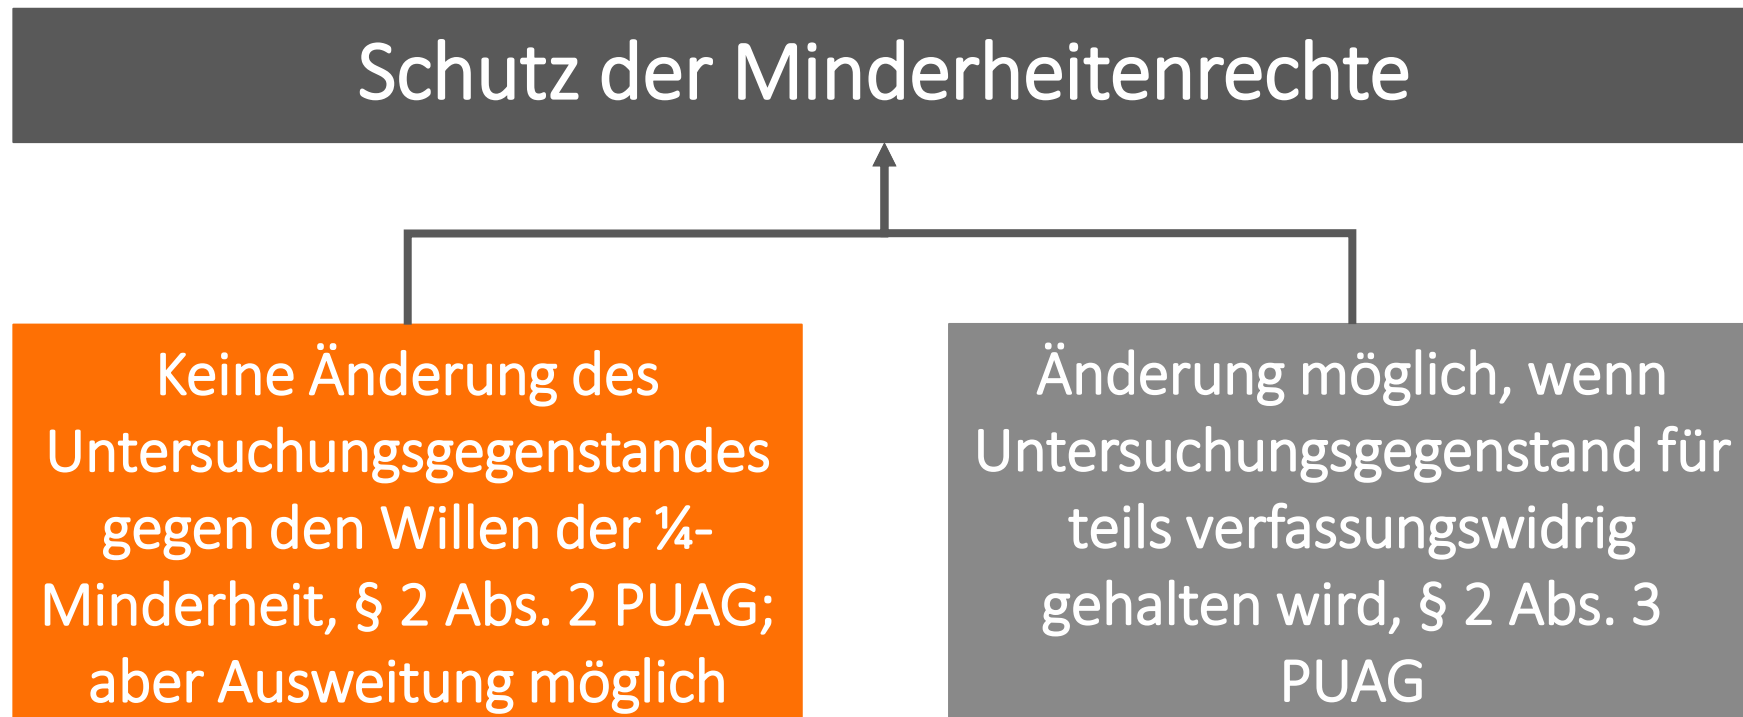 Schutz der Minderheitenrechte
Keine Änderung des
Untersuchungsgegenstandes
gegen den Willen der ¼-
Minderheit, § 2 Abs. 2 PUAG;
aber Ausweitung möglich
Änderung möglich, wenn
Untersuchungsgegenstand für
teils verfassungswidrig
gehalten wird, § 2 Abs. 3
PUAG